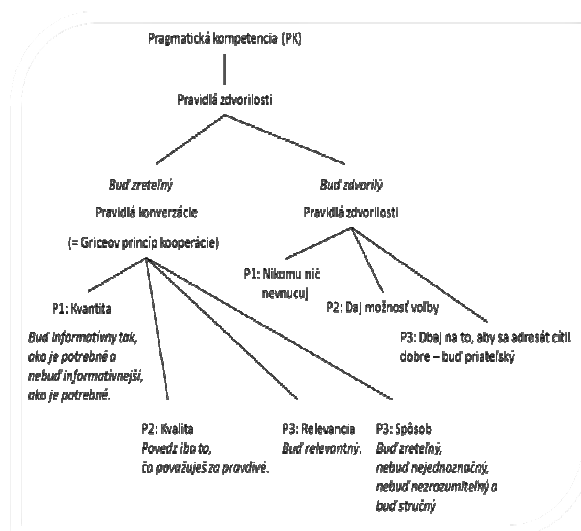 Pragmatická kompetencia (PK)
Pravidlá zdvorilosti
Buď zreteľný
Buď zdvorilý
Pravidlá konverzácie
Pravidlá zdvorilosti
(= Griceov princíp kooperácie)
P1: Nikomu nič
nevnucuj
P1: Kvantita
P2: Daj možnosť voľby
Buď informatívny tak,
ako je potrebné a
nebuď informatívnejší,
ako je potrebné.
P3: Dbaj na to, aby sa adresát cítil
dobre – buď priateľský
P2: Kvalita
Povedz iba to,
čo považuješ za pravdivé.
P3: Relevancia
Buď relevantný.
P3: Spôsob
Buď zreteľný,
nebuď nejednoznačný,
nebuď nezrozumiteľný a
buď stručný